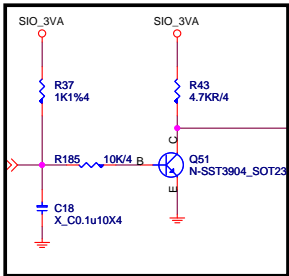 SIO_3VA SIO_3VA
R37 R43
1K1%4 4.7KR/4
C
R185 10K/4 B Q51
N-SST3904_SOT23
E
C18
X_C0.1u10X4